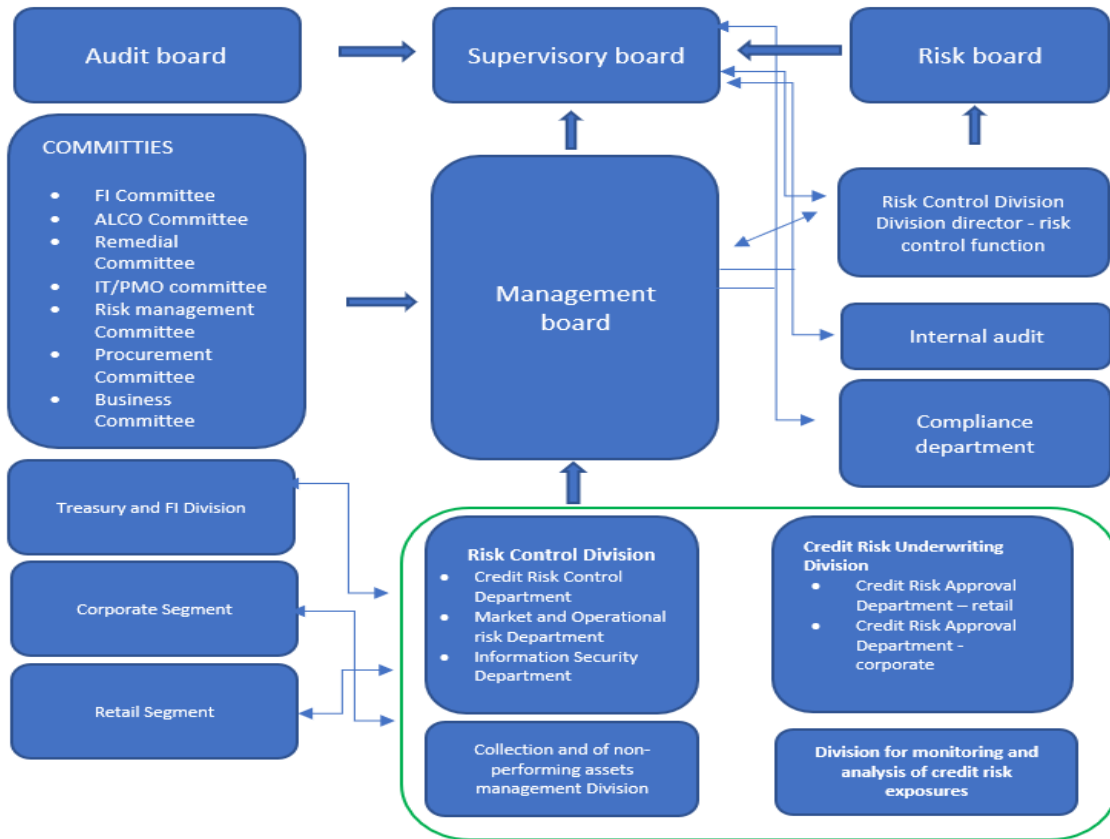 Audit board
Supervisory board
Risk board
COMMITTIES
• FI Committee
• ALCO Committee
• Remedial
Committee
• IT/PMO committee
• Risk management
Committee
• Procurement
Committee
• Business
Committee
Management
board
Risk Control Division
Division director - risk
control function
Internal audit
Compliance
department
Treasury and FI Division
Corporate Segment
Retail Segment
Risk Control Division
• Credit Risk Control
Department
• Market and Operational
risk Department
• Information Security
Department
Credit Risk Underwriting
Division
• Credit Risk Approval
Department – retail
• Credit Risk Approval
Department -
corporate
Collection and of non-
performing assets
management Division
Division for monitoring and
analysis of credit risk
exposures